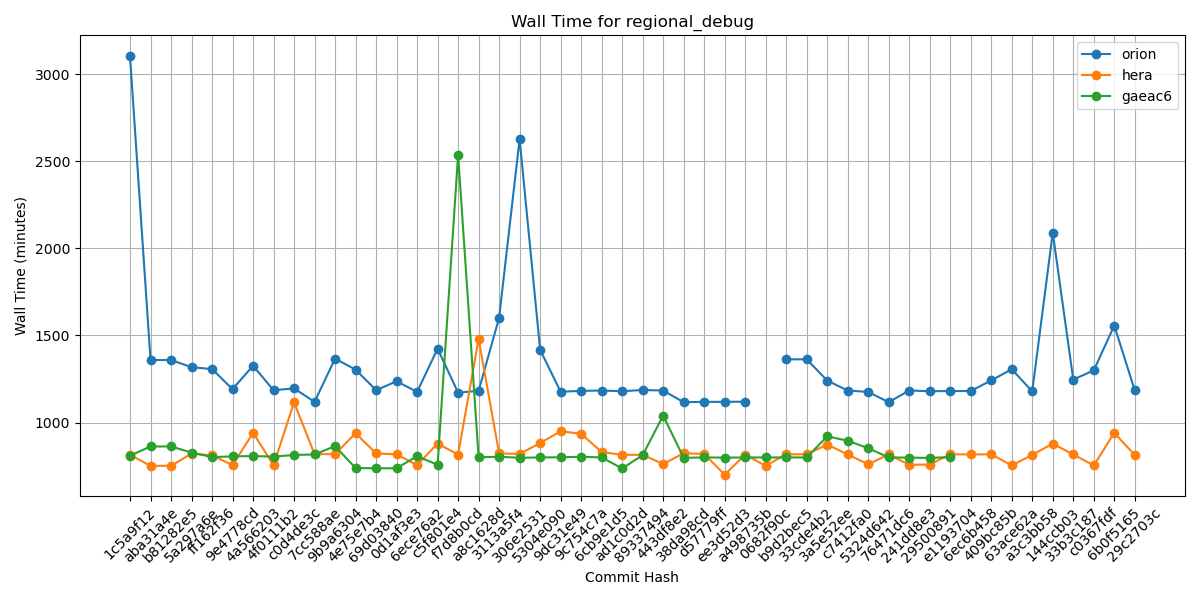 Wall Time for regional_debug
orion
hera
gaeac6
Wall Time (minutes)
3000
2500
2000
1500
1000
1c5a9f12
aba311a4e
b81282e5
5a2971a6e
ff162f36
9e4778cd
4a566203
4f0111b2
c0d4de3c
7cc588ae
9b9a6304
4e75e7b4
69d03840
0d1af3e3
6ece76a2
c5f801e4
f7d8b0cd
a8c1628d
3113a5f4
306e2531
5304e090
9dc31e49
9c754c7a
6cb9e1d5
ad1c0d2d
89337494
443df8e2
38da98cd
d57779ff
ee3d52d3
a498735b
0682f90c
b9d2bec5
33cde4b2
3a5e52ee
c7412fa0
5324d642
76471dc6
241dd8e3
29500891
e1193704
6ec6b458
409bc85b
63ace62a
a3c3bb58
144ccb03
33b3c187
c0367fdf
6b0f5165
29c2703c
Commit Hash